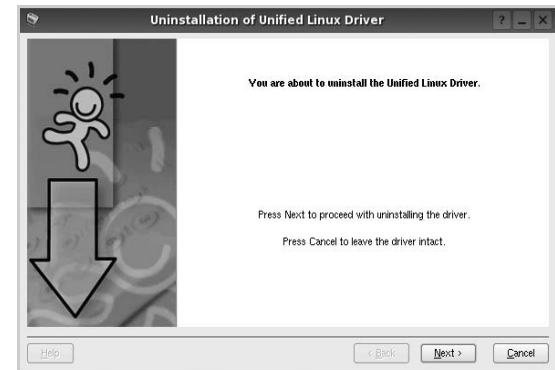 Uninstallation of Unified Linux Driver
You are about to uninstall the Unified Linux Driver.
Press Next to proceed with uninstalling the driver.
Press Cancel to leave the driver intact.
Help
< Back
Next >
Cancel